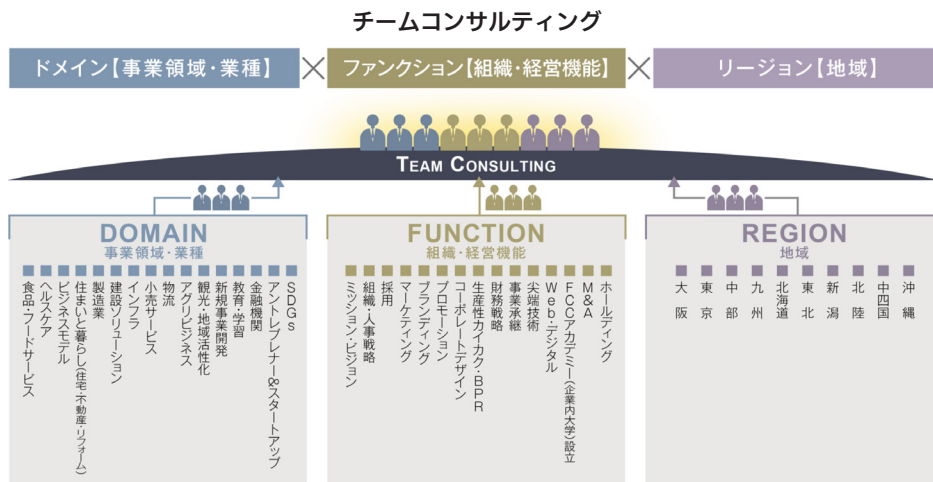 チームコンサルティング
ドメイン【事業領域・業種】
×
ファンクション【組織・経営機能】
×
リージョン【地域】
TEAM CONSULTING
DOMAIN
事業領域・業種
食品・フードサービス
ヘルスケア
ビジネスモデル
住まいと暮らし(住宅・不動産・リフォーム)
製造業
建設ソリューション
インフラ
小売サービス
物流
アグリビジネス
観光・地域活性化
新規事業開発
教育・学習
金融機関
アントレプレナー&スタートアップ
SDGs
FUNCTION
組織・経営機能
ミッション・ビジョン
組織・人事戦略
採用
マーケティング
ブランディング
プロモーション
コーポレートデザイン
生産性カイカク・BPR
財務戦略
事業承継
尖端技術
Web・デジタル
FCCアカデミー(企業内大学)設立
M&A
ホールディング
REGION
地域
大阪
東京
中部
九州
北海道
東北
新潟
北陸
中四国
沖縄